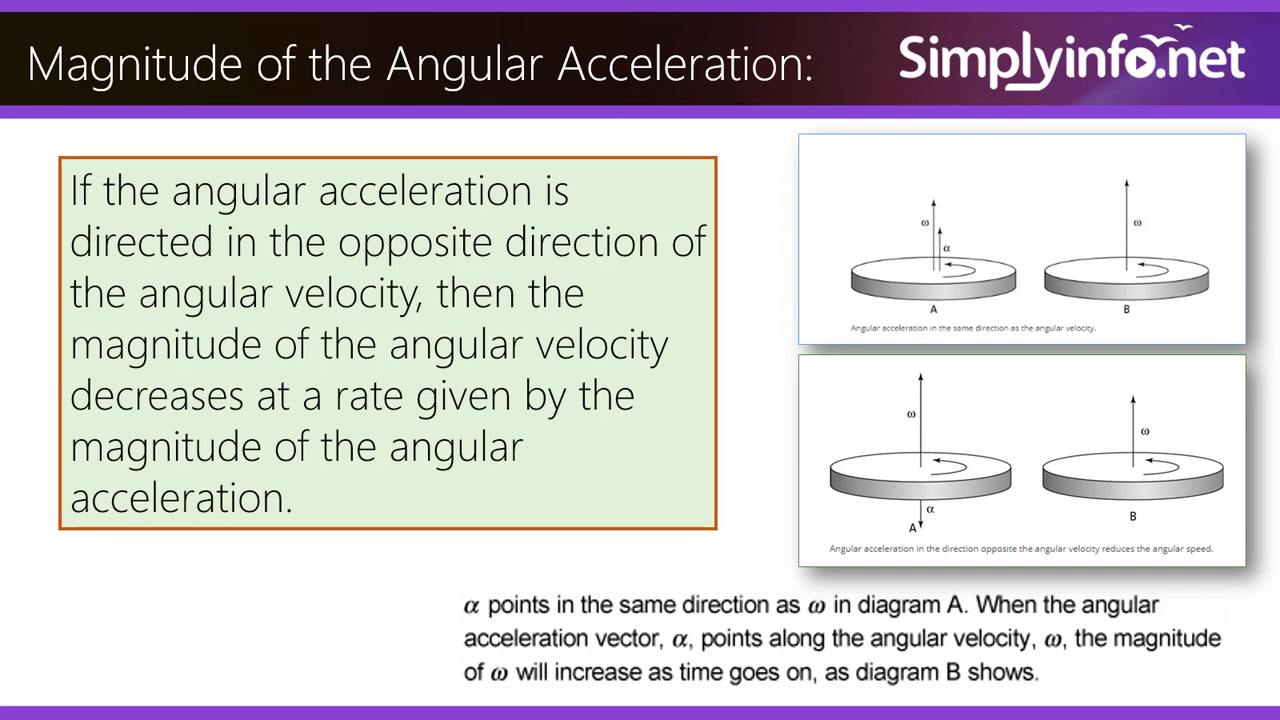 Magnitude of the Angular Acceleration:
Simplyinfo.net
If the angular acceleration is
directed in the opposite direction of
the angular velocity, then the
magnitude of the angular velocity
decreases at a rate given by the
magnitude of the angular
acceleration.
ω
α
ω
A
B
Angular acceleration in the same direction as the angular velocity.
ω
ω
α
A
B
Angular acceleration in the direction opposite the angular velocity reduces the angular speed.
α points in the same direction as ω in diagram A. When the angular
acceleration vector, α, points along the angular velocity, ω, the magnitude
of ω will increase as time goes on, as diagram B shows.